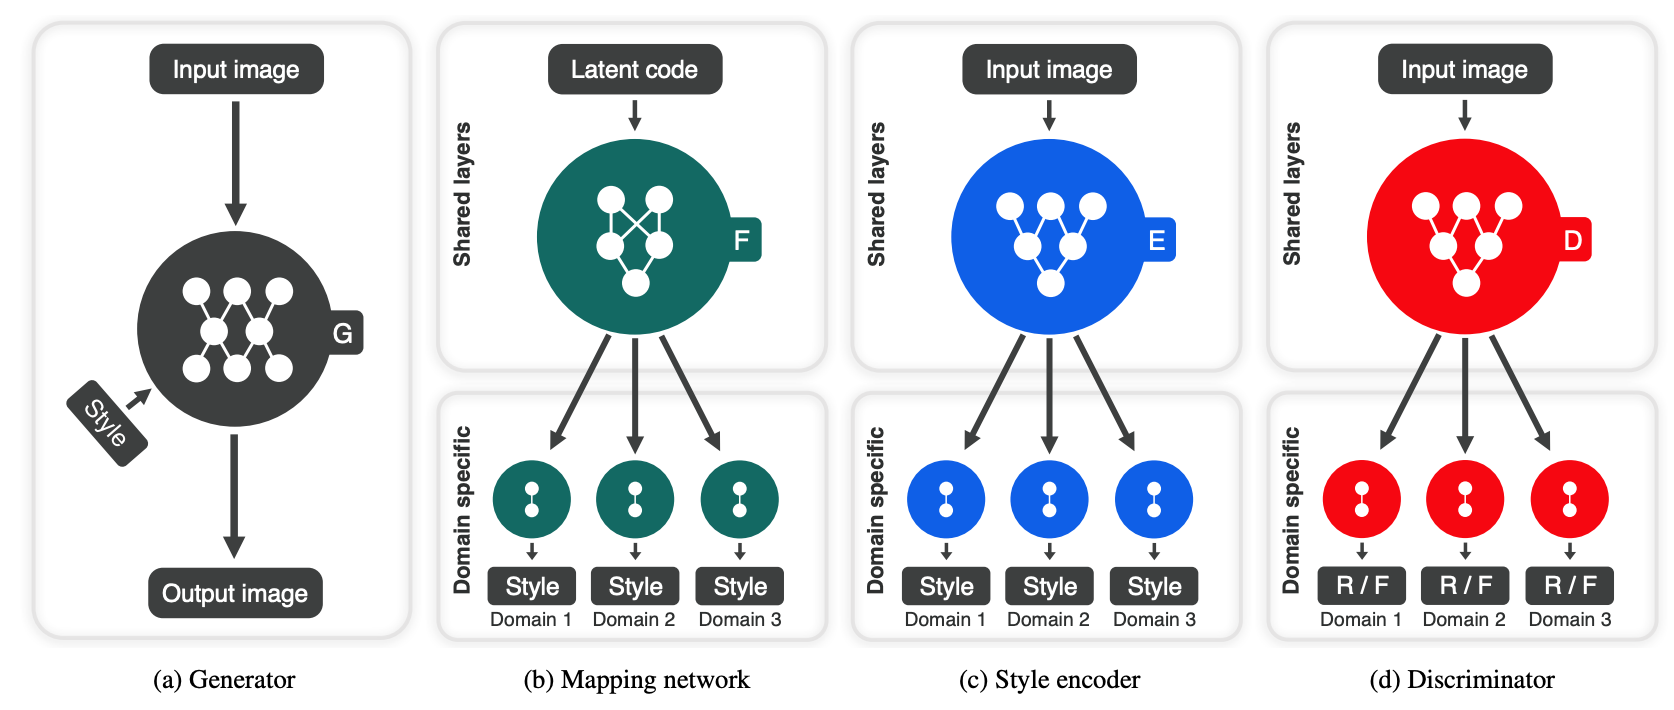 Input image
G
Style
Output image
(a) Generator
Shared layers
Latent code
F
Domain specific
Style Style Style
Domain 1 Domain 2 Domain 3
(b) Mapping network
Shared layers
Input image
E
Domain specific
Style Style Style
Domain 1 Domain 2 Domain 3
(c) Style encoder
Shared layers
Input image
D
Domain specific
R / F R / F R / F
Domain 1 Domain 2 Domain 3
(d) Discriminator